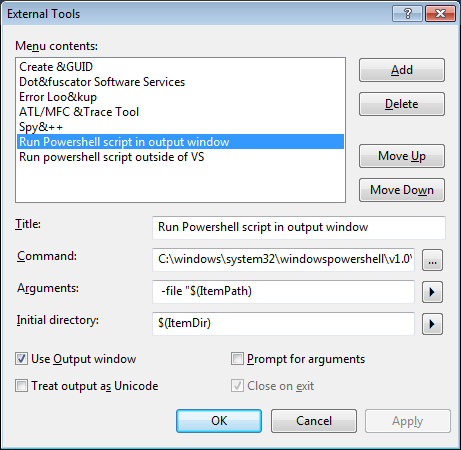 External Tools
Menu contents:
Create &GUID
Dot&fuscator Software Services
Error Loo&kup
ATL/MFC &Trace Tool
Spy&++
Run Powershell script in output window
Run powershell script outside of VS
Add
Delete
Move Up
Move Down
Title:
Run Powershell script in output window
Command:
C:\windows\system32\windowspowershell\v1.0\
...
Arguments:
-file "$(ItemPath)
Initial directory:
$(ItemDir)
Use Output window
Prompt for arguments
Treat output as Unicode
Close on exit
OK
Cancel
Apply